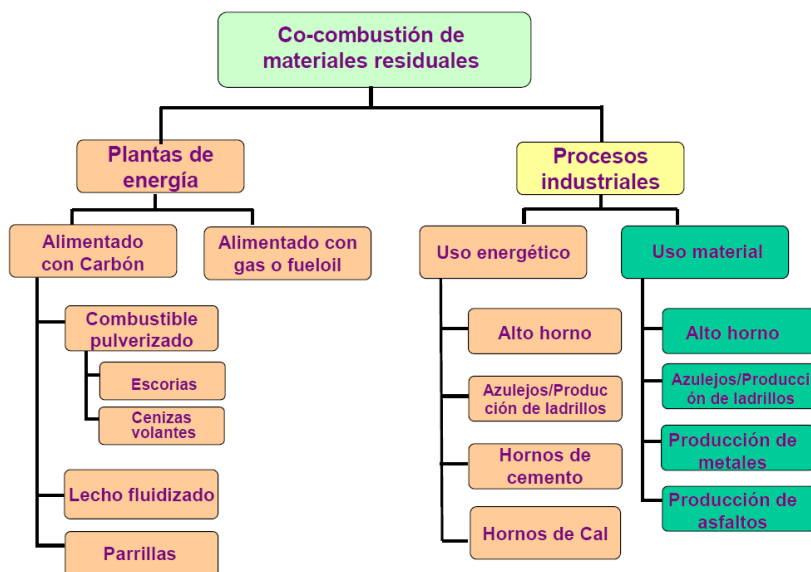 Co-combustión de
materiales residuales
Plantas de
energía
Procesos
industriales
Alimentado
con Carbón
Alimentado con
gas o fueloil
Uso energético
Uso material
Combustible
pulverizado
Escorias
Cenizas
volantes
Lecho fluidizado
Parrillas
Alto horno
Azulejos/Produc
ción de ladrillos
Hornos de
cemento
Hornos de Cal
Alto horno
Azulejos/Producci
ón de ladrillos
Producción de
metales
Producción de
asfaltos